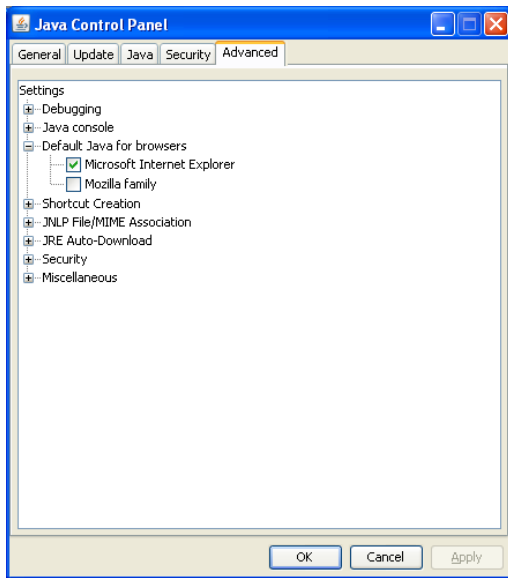 Java Control Panel
General Update Java Security Advanced
Settings
Debugging
Java console
Default Java for browsers
Microsoft Internet Explorer
Mozilla family
Shortcut Creation
JNLP File/MIME Association
JRE Auto-Download
Security
Miscellaneous
OK Cancel Apply